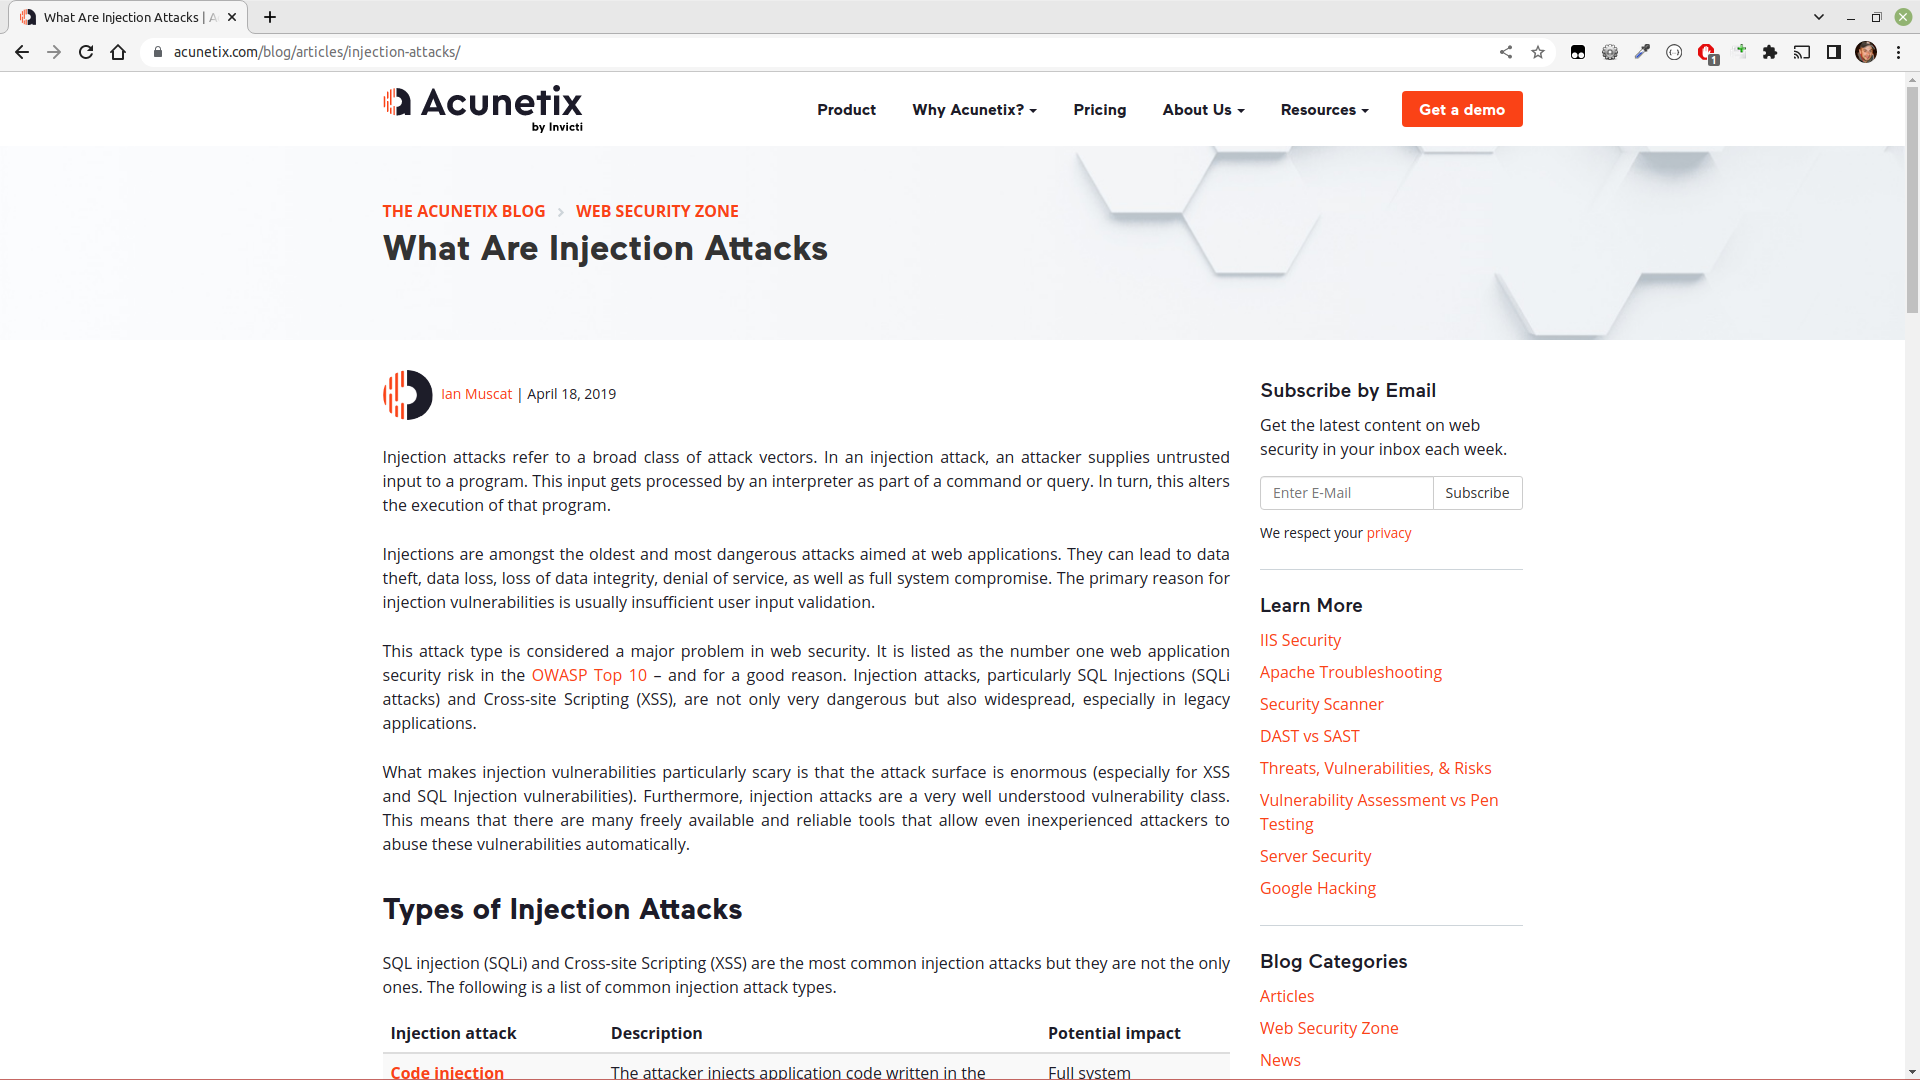 What Are Injection Attacks | A
acunetix.com/blog/articles/injection-attacks/
1
Acunetix
by Invicti
Product
Why Acunetix?
Pricing
About Us
Resources
Get a demo
THE ACUNETIX BLOG > WEB SECURITY ZONE
What Are Injection Attacks
Ian Muscat | April 18, 2019
Injection attacks refer to a broad class of attack vectors. In an injection attack, an attacker supplies untrusted
input to a program. This input gets processed by an interpreter as part of a command or query. In turn, this alters
the execution of that program.
Injections are amongst the oldest and most dangerous attacks aimed at web applications. They can lead to data
theft, data loss, loss of data integrity, denial of service, as well as full system compromise. The primary reason for
injection vulnerabilities is usually insufficient user input validation.
This attack type is considered a major problem in web security. It is listed as the number one web application
security risk in the OWASP Top 10 – and for a good reason. Injection attacks, particularly SQL Injections (SQLi
attacks) and Cross-site Scripting (XSS), are not only very dangerous but also widespread, especially in legacy
applications.
What makes injection vulnerabilities particularly scary is that the attack surface is enormous (especially for XSS
and SQL Injection vulnerabilities). Furthermore, injection attacks are a very well understood vulnerability class.
This means that there are many freely available and reliable tools that allow even inexperienced attackers to
abuse these vulnerabilities automatically.
Types of Injection Attacks
SQL injection (SQLi) and Cross-site Scripting (XSS) are the most common injection attacks but they are not the only
ones. The following is a list of common injection attack types.
Injection attack
Description
Potential impact
Code injection
The attacker injects application code written in the
Full system
Subscribe by Email
Get the latest content on web
security in your inbox each week.
Enter E-Mail
Subscribe
We respect your privacy
Learn More
IIS Security
Apache Troubleshooting
Security Scanner
DAST vs SAST
Threats, Vulnerabilities, & Risks
Vulnerability Assessment vs Pen
Testing
Server Security
Google Hacking
Blog Categories
Articles
Web Security Zone
News